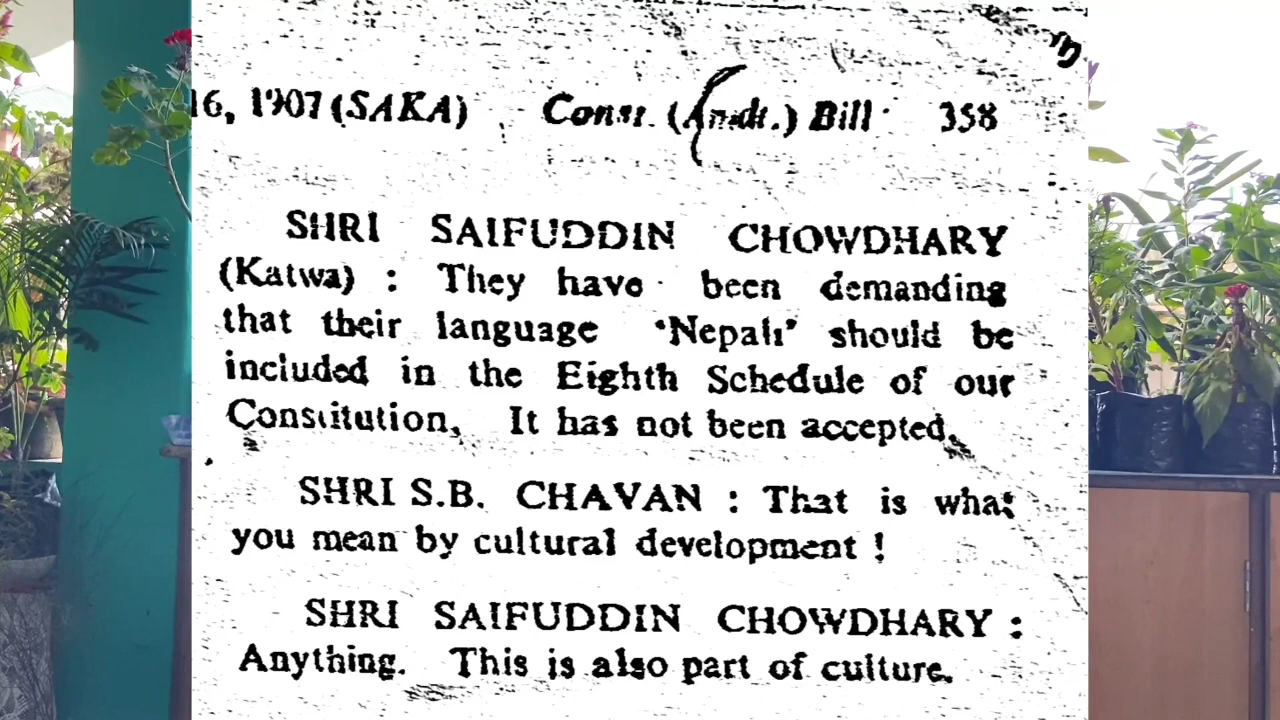 16, 1907 (SAKA) Constt. (Amdt.) Bill 358
SHRI SAIFUDDIN CHOWDHARY
(Katwa) : They have been demanding
that their language 'Nepali' should be
included in the Eighth Schedule of our
Constitution, It has not been accepted.
SHRI S.B. CHAVAN : That is what
you mean by cultural development !
SHRI SAIFUDDIN CHOWDHARY :
Anything. This is also part of culture.